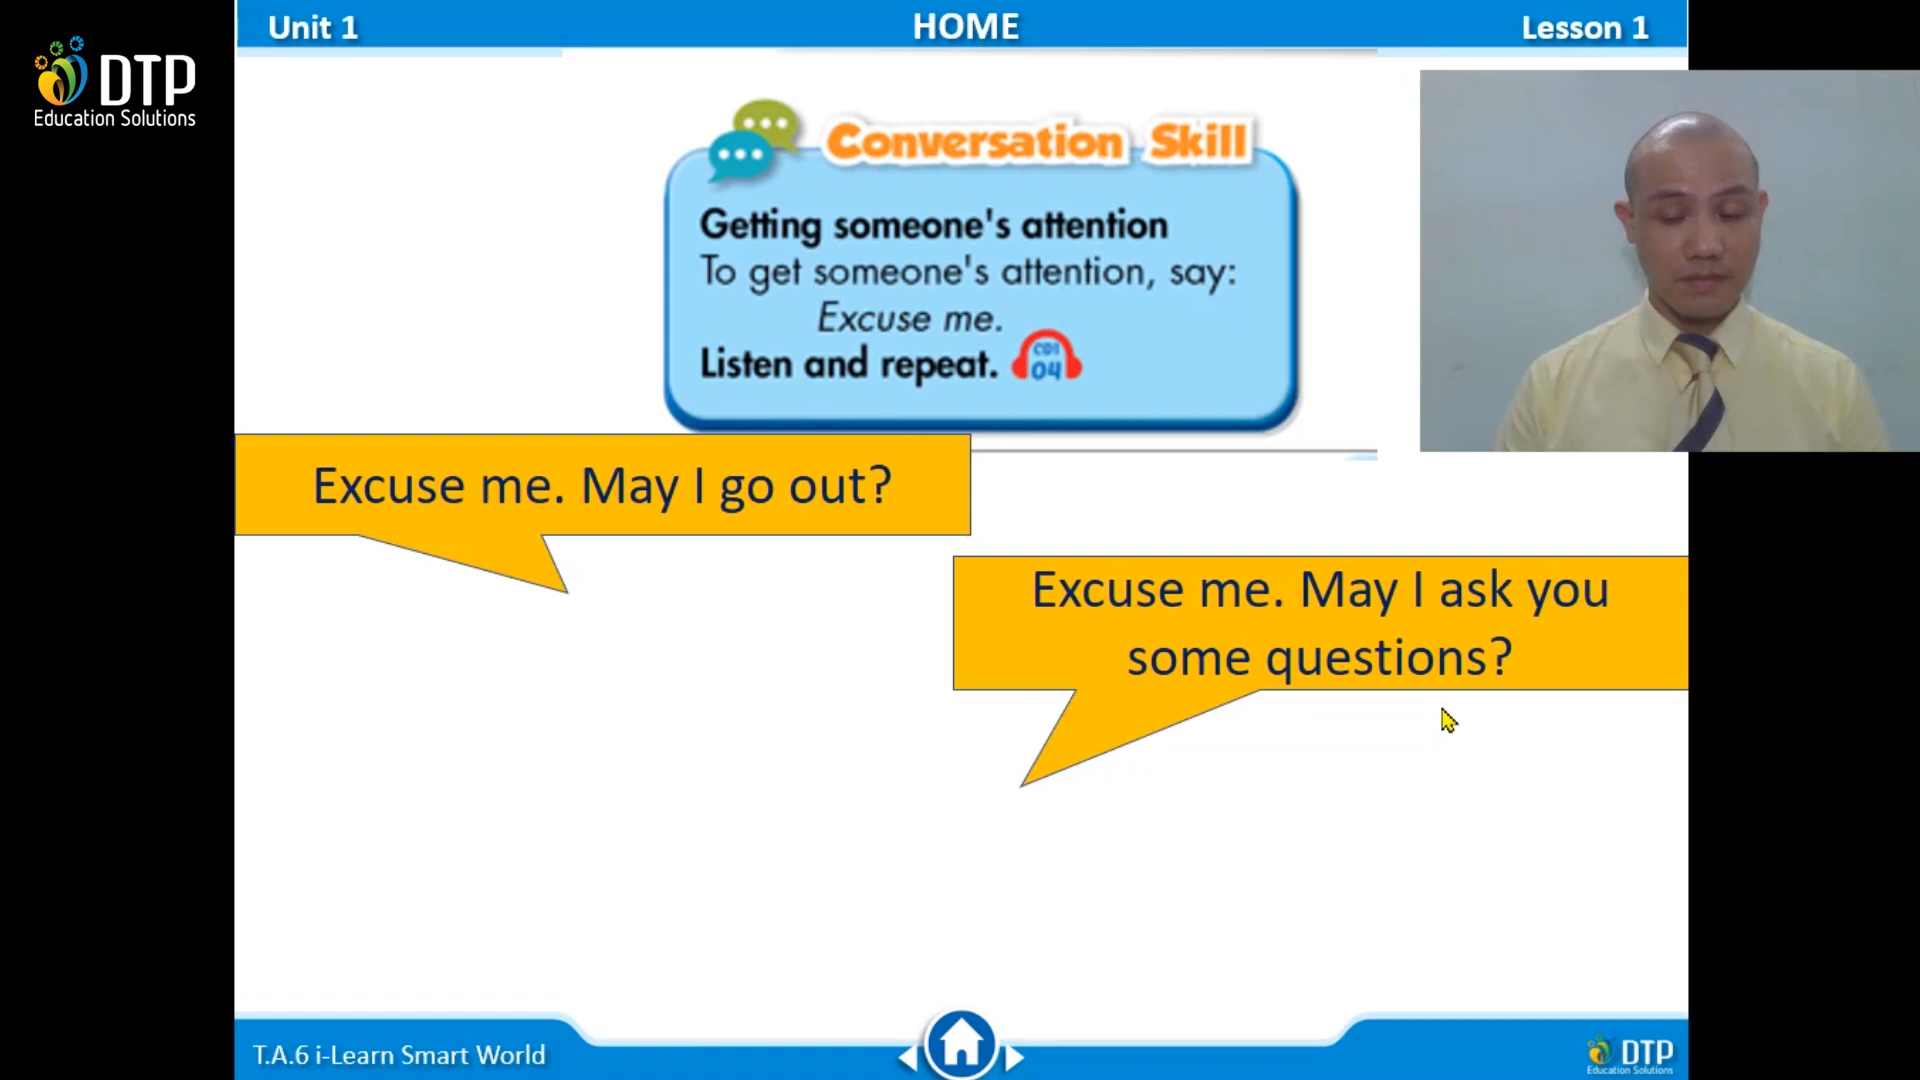 DTP
Education Solutions
Unit 1
HOME
Lesson 1
Conversation Skill
Getting someone's attention
To get someone's attention, say:
Excuse me.
Listen and repeat.
CD1
04
Excuse me. May I go out?
Excuse me. May I ask you
some questions?
T.A.6 i-Learn Smart World
DTP
Education Solutions